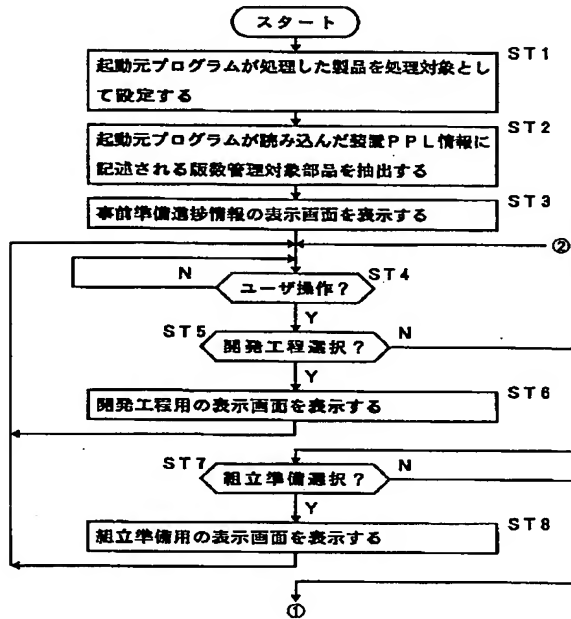 スタート
ST1
起動元プログラムが処理した製品を処理対象とし
て設定する
ST2
起動元プログラムが読み込んだ装置PPL情報に
記述される版数管理対象部品を抽出する
ST3
事前準備進捗情報の表示画面を表示する
②
N
ST4
ユーザ操作?
Y
ST5
N
開発工程選択?
Y
ST6
開発工程用の表示画面を表示する
ST7
N
組立準備選択?
Y
ST8
組立準備用の表示画面を表示する
①